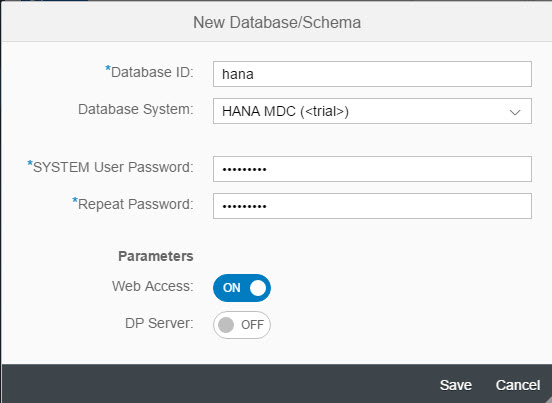 New Database/Schema
*Database ID: hana
Database System: HANA MDC (<trial>)
*SYSTEM User Password: •••••••••
*Repeat Password: •••••••••
Parameters
Web Access: ON
DP Server: OFF
Save Cancel